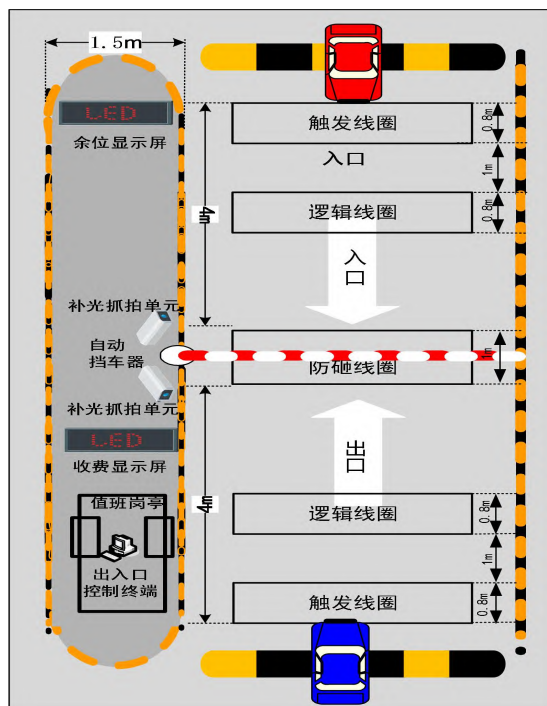 1.5m
LED
余位显示屏
触发线圈
0.8m
入口
1m
逻辑线圈
0.8m
4m
入口
补光抓拍单元
自动
挡车器
防砸线圈
1m
补光抓拍单元
LED
收费显示屏
出口
4m
值班岗亭
逻辑线圈
0.8m
1m
出入口
控制终端
触发线圈
0.8m